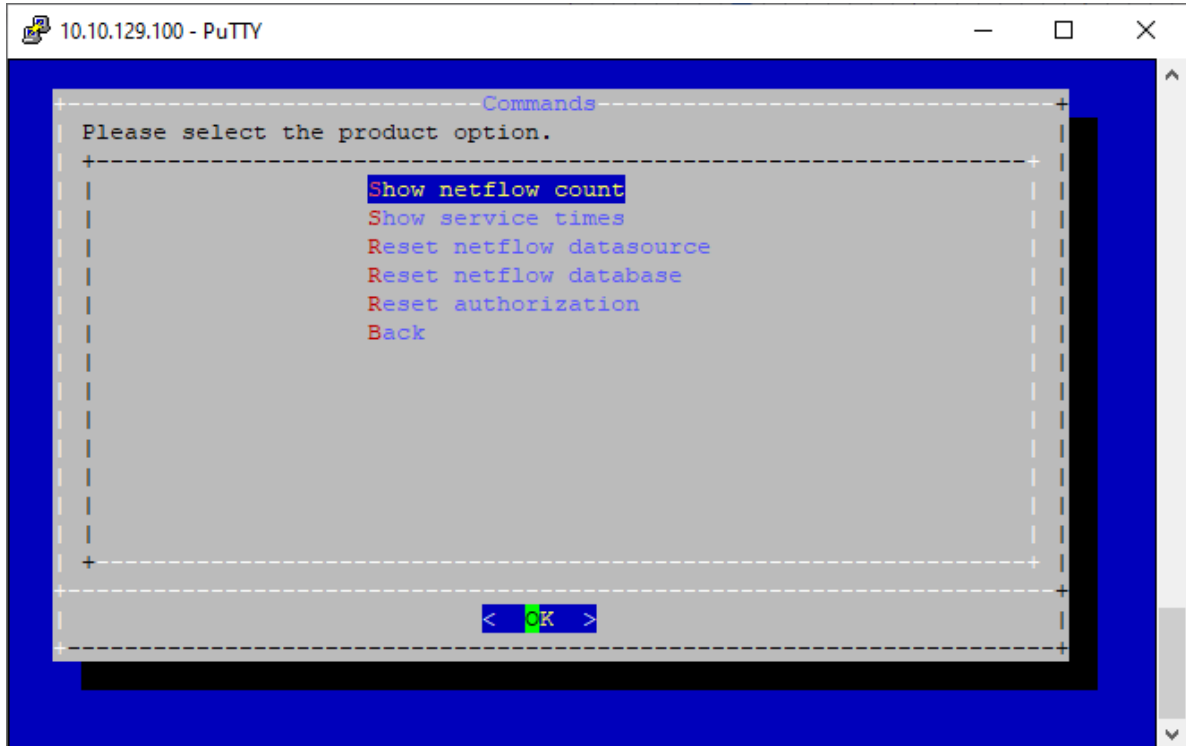 10.10.129.100 - PuTTY
Commands
Please select the product option.
Show netflow count
Show service times
Reset netflow datasource
Reset netflow database
Reset authorization
Back
< OK >